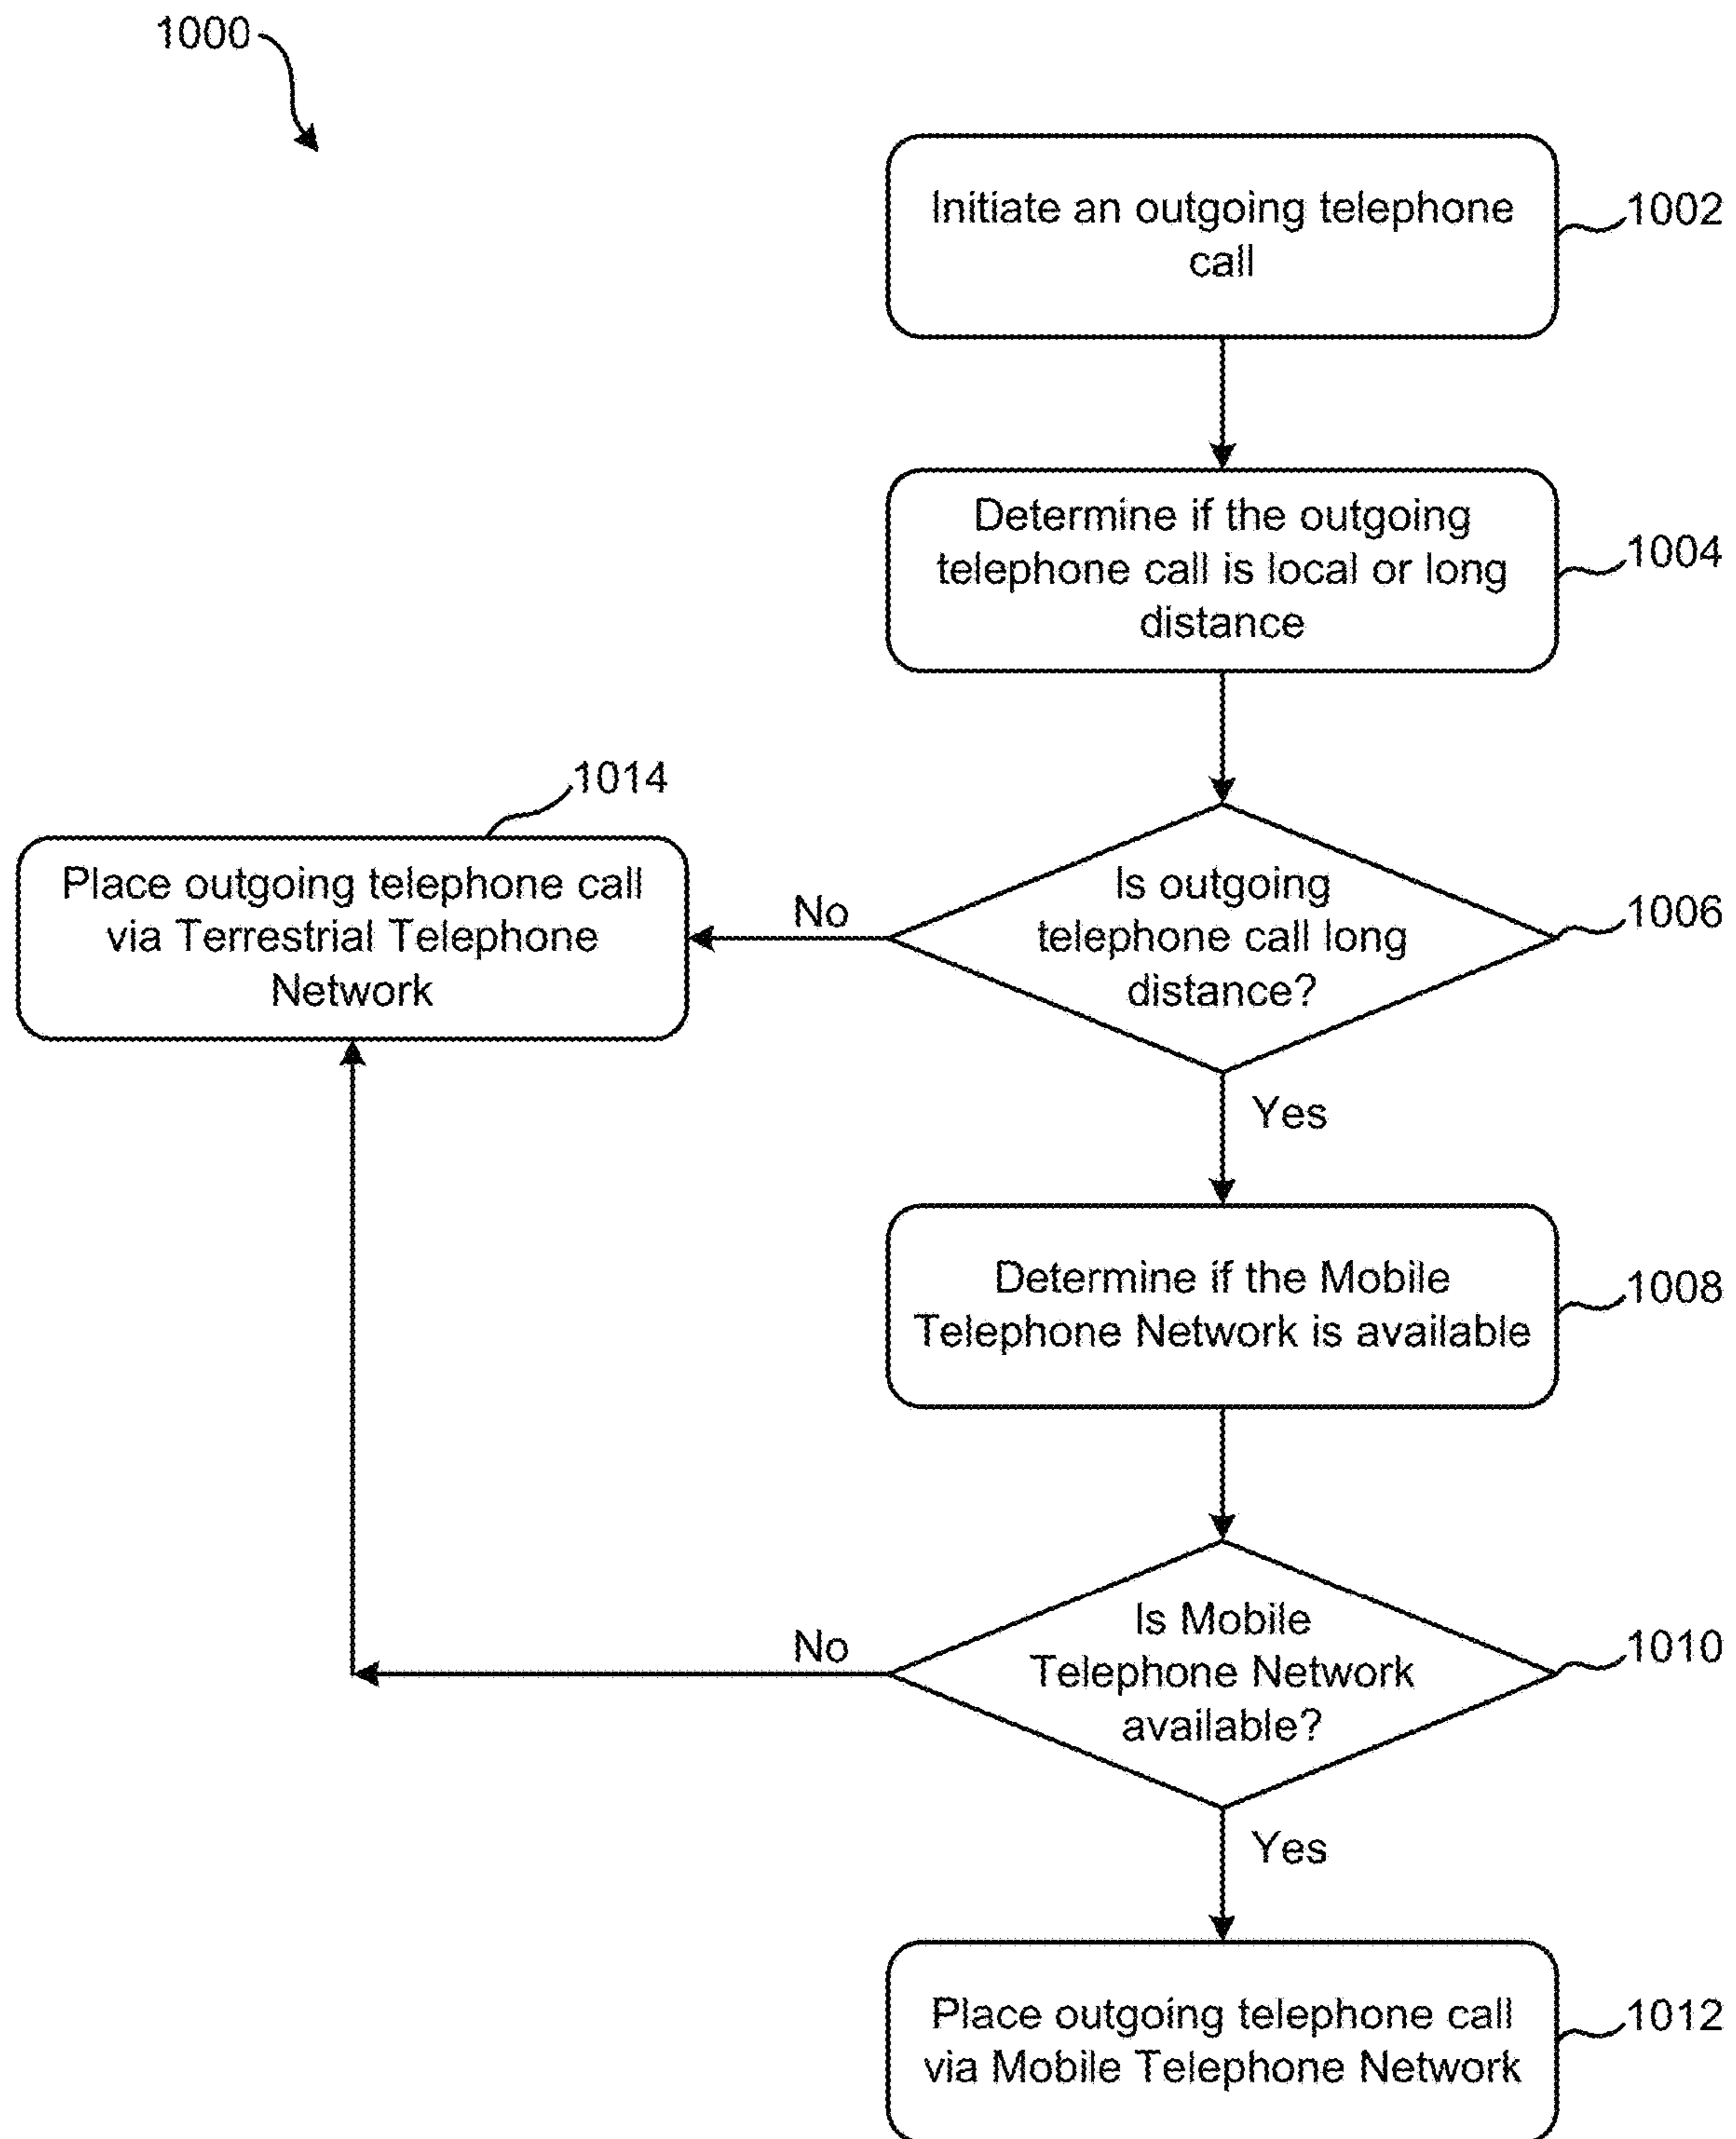 1000
Initiate an outgoing telephone
call
1002
Determine if the outgoing
telephone call is local or long
distance
1004
1014
Place outgoing telephone call
via Terrestrial Telephone
Network
No
Is outgoing
telephone call long
distance?
1006
Yes
Determine if the Mobile
Telephone Network is available
1008
No
Is Mobile
Telephone Network
available?
1010
Yes
Place outgoing telephone call
via Mobile Telephone Network
1012